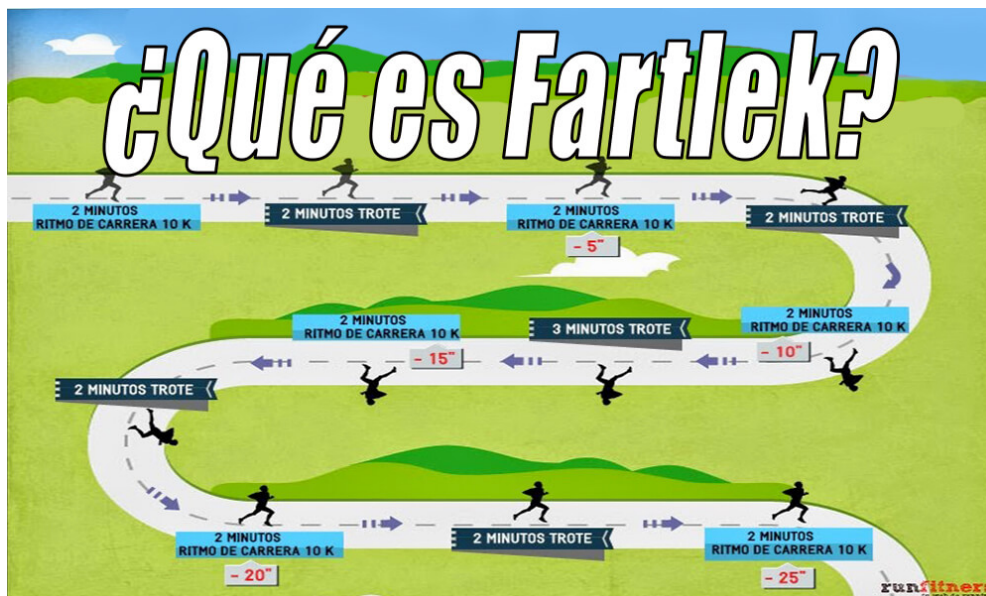 ¿Qué es Fartlek?
2 MINUTOS
RITMO DE CARRERA 10 K
2 MINUTOS TROTE
2 MINUTOS
RITMO DE CARRERA 10 K
- 5"
2 MINUTOS TROTE
2 MINUTOS
RITMO DE CARRERA 10 K
- 10"
3 MINUTOS TROTE
2 MINUTOS
RITMO DE CARRERA 10 K
- 15"
2 MINUTOS TROTE
2 MINUTOS
RITMO DE CARRERA 10 K
- 20"
2 MINUTOS TROTE
2 MINUTOS
RITMO DE CARRERA 10 K
- 25"
runfitners